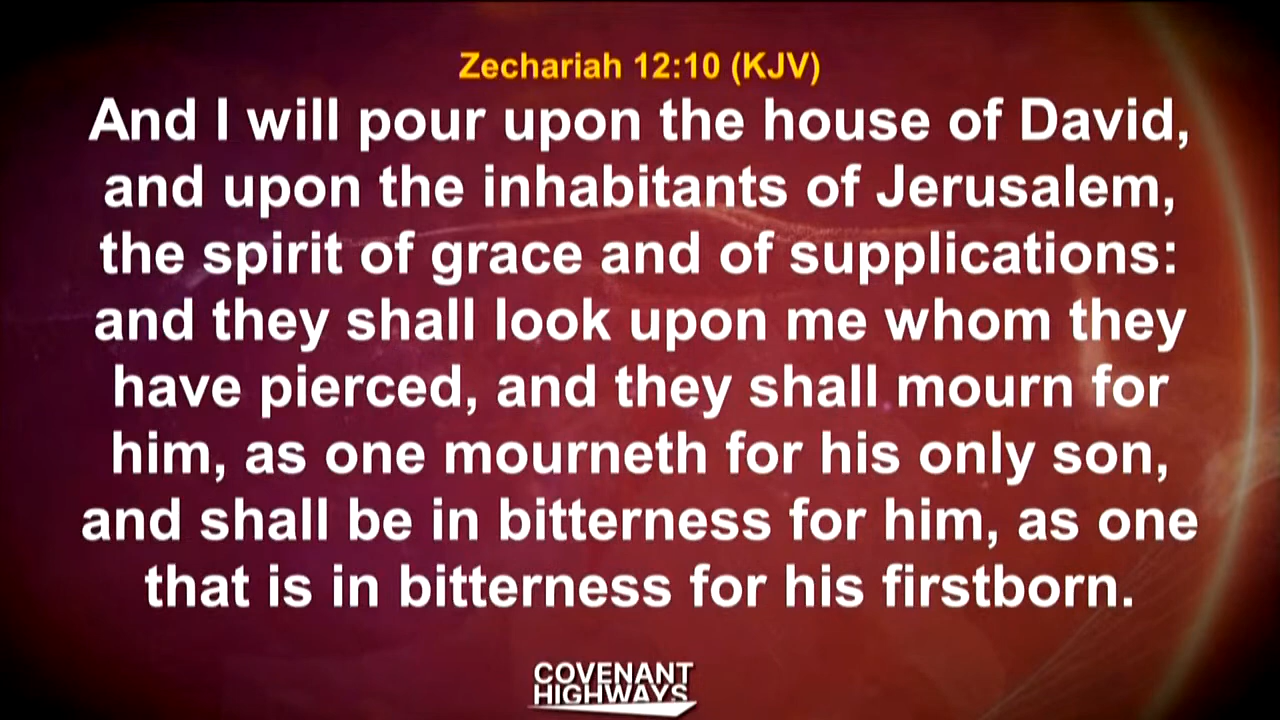 Zechariah 12:10 (KJV)
And I will pour upon the house of David,
and upon the inhabitants of Jerusalem,
the spirit of grace and of supplications:
and they shall look upon me whom they
have pierced, and they shall mourn for
him, as one mourneth for his only son,
and shall be in bitterness for him, as one
that is in bitterness for his firstborn.
COVENANT
HIGHWAYS